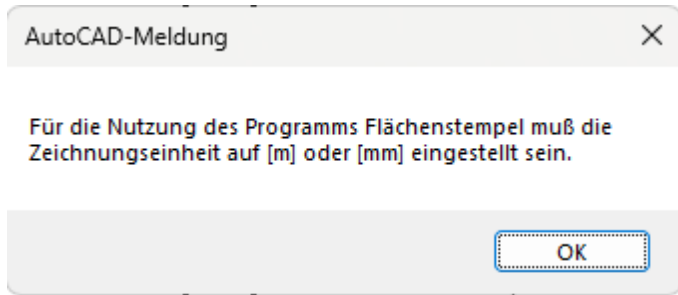 AutoCAD-Meldung
Für die Nutzung des Programms Flächenstempel muß die
Zeichnungseinheit auf [m] oder [mm] eingestellt sein.
OK